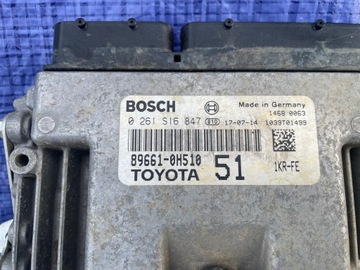 BOSCH Made in Germany
0 261 S16 847 17-07-14 1468 0063
1039T01499
89661-0H510 51 1KR-FE
TOYOTA